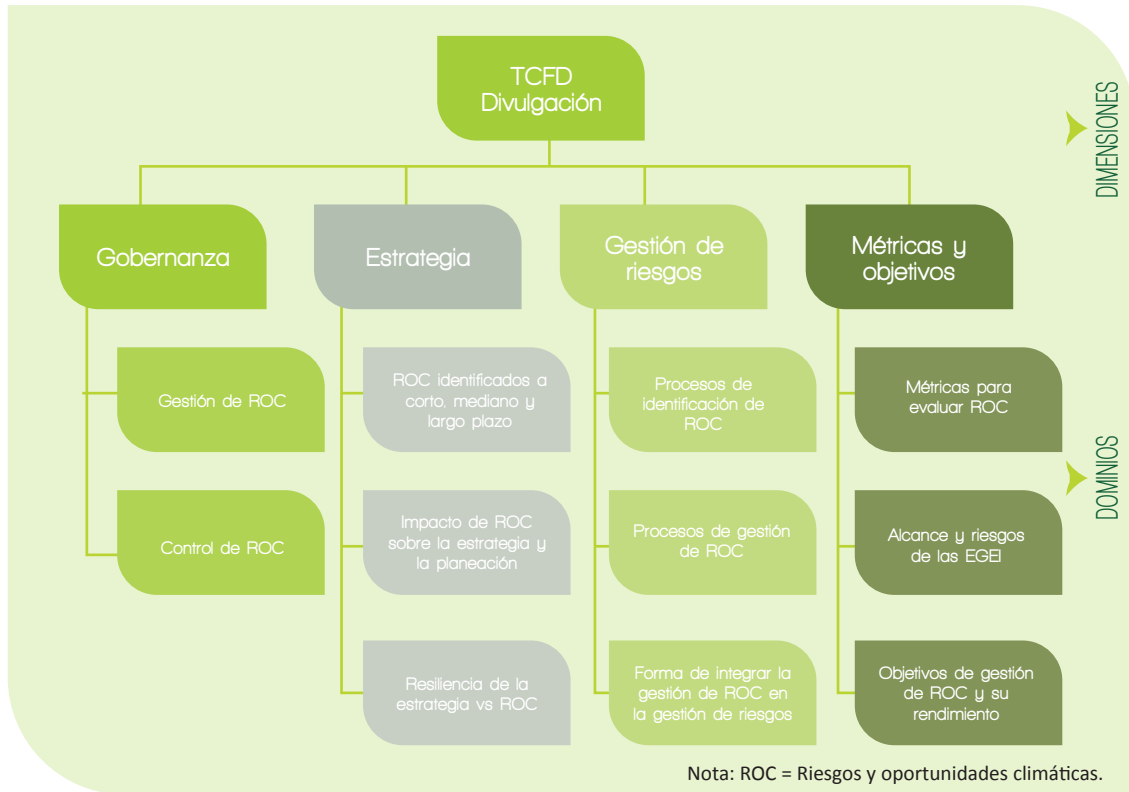 TCFD
Divulgación
DIMENSIONES
Gobernanza
Estrategia
Gestión de
riesgos
Métricas y
objetivos
Gestión de ROC
ROC identificados a
corto, mediano y
largo plazo
Procesos de
identificación de
ROC
Métricas para
evaluar ROC
DOMINIOS
Control de ROC
Impacto de ROC
sobre la estrategia y
la planeación
Procesos de gestión
de ROC
Alcance y riesgos
de las EGEI
Resiliencia de la
estrategia vs ROC
Forma de integrar la
gestión de ROC en
la gestión de riesgos
Objetivos de gestión
de ROC y su
rendimiento
Nota: ROC = Riesgos y oportunidades climáticas.